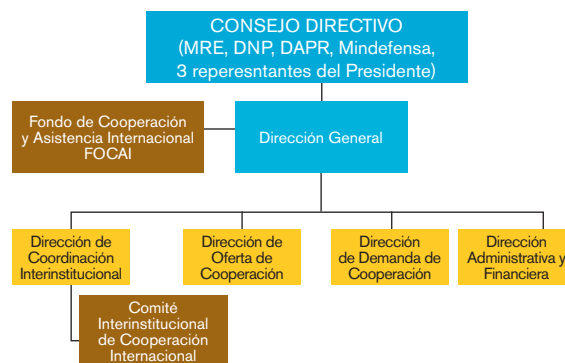 CONSEJO DIRECTIVO
(MRE, DNP, DAPR, Mindefensa,
3 reperesntantes del Presidente)
Fondo de Cooperación
y Asistencia Internacional
FOCAI
Dirección General
Dirección de
Coordinación
Interinstitucional
Dirección de
Oferta de
Cooperación
Dirección
de Demanda de
Cooperación
Dirección
Administrativa y
Financiera
Comité
Interinstitucional
de Cooperación
Internacional